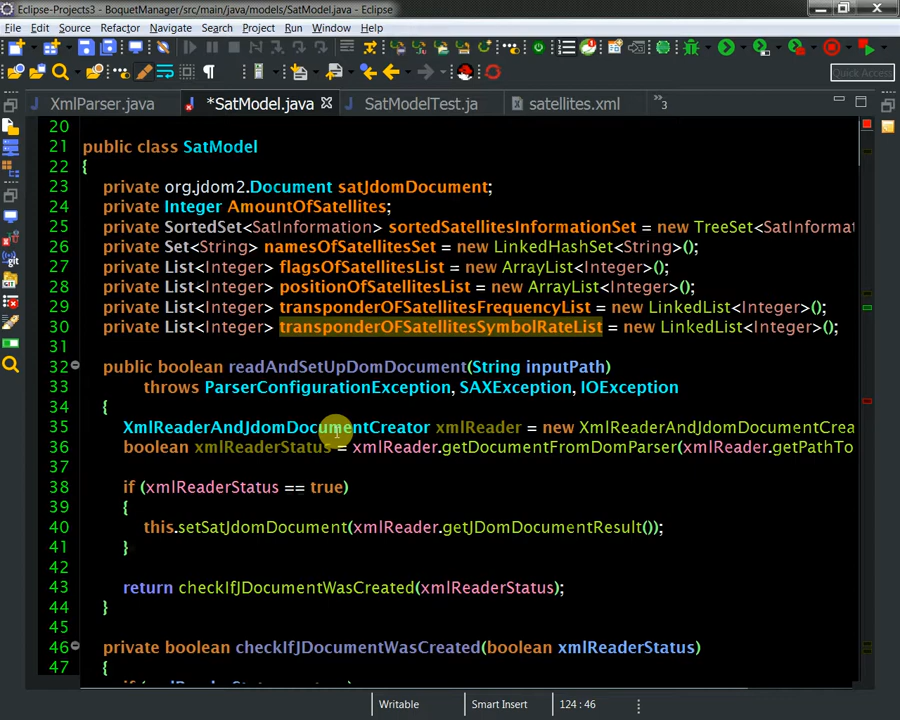 Eclipse-Projects3 - BoquetManager/src/main/java/models/SatModel.java - Eclipse
File Edit Source Refactor Navigate Search Project Run Window Help
Quick Access
XmlParser.java *SatModel.java SatModelTest.ja satellites.xml »3
20
21 public class SatModel
22 {
23 private org.jdom2.Document satJdomDocument;
24 private Integer AmountOfSatellites;
25 private SortedSet<SatInformation> sortedSatellitesInformationSet = new TreeSet<SatInformat
26 private Set<String> namesOfSatellitesSet = new LinkedHashSet<String>();
27 private List<Integer> flagsOfSatellitesList = new ArrayList<Integer>();
28 private List<Integer> positionOfSatellitesList = new ArrayList<Integer>();
29 private List<Integer> transponderOFSatellitesFrequencyList = new LinkedList<Integer>();
30 private List<Integer> transponderOFSatellitesSymbolRateList = new LinkedList<Integer>();
31
32 public boolean readAndSetUpDomDocument(String inputPath)
33 throws ParserConfigurationException, SAXException, IOException
34 {
35 XmlReaderAndJdomDocumentCreator xmlReader = new XmlReaderAndJdomDocumentCrea
36 boolean xmlReaderStatus = xmlReader.getDocumentFromDomParser(xmlReader.getPathTo
37
38 if (xmlReaderStatus == true)
39 {
40 this.setSatJdomDocument(xmlReader.getJDomDocumentResult());
41 }
42
43 return checkIfJDocumentWasCreated(xmlReaderStatus);
44 }
45
46 private boolean checkIfJDocumentWasCreated(boolean xmlReaderStatus)
47 {
Writable Smart Insert 124 : 46